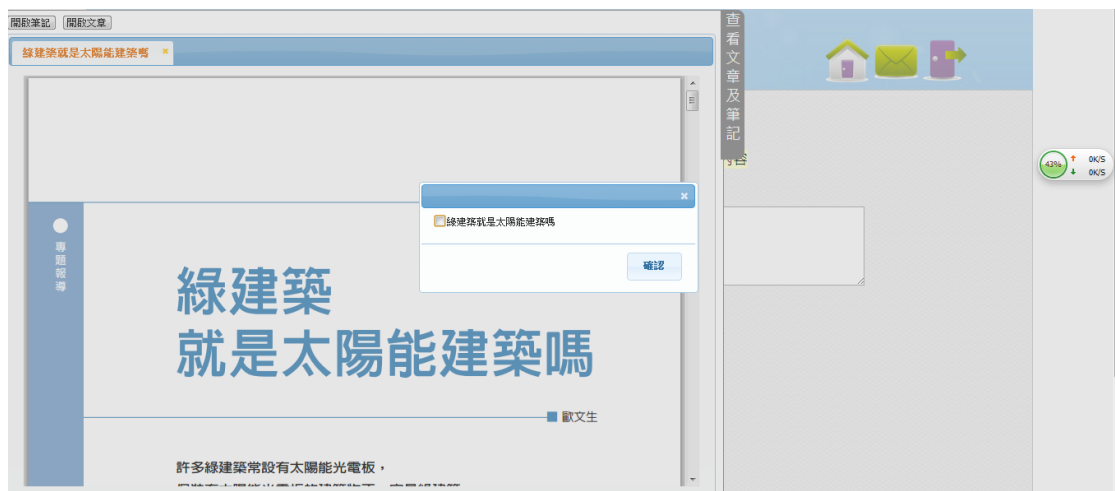 開啟筆記 開啟文章
綠建築就是太陽能建築嗎
查看文章及筆記
容
43% 0K/S
0K/S
綠建築就是太陽能建築嗎
確認
專題報導
綠建築
就是太陽能建築嗎
歐文生
許多綠建築常設有太陽能光電板，